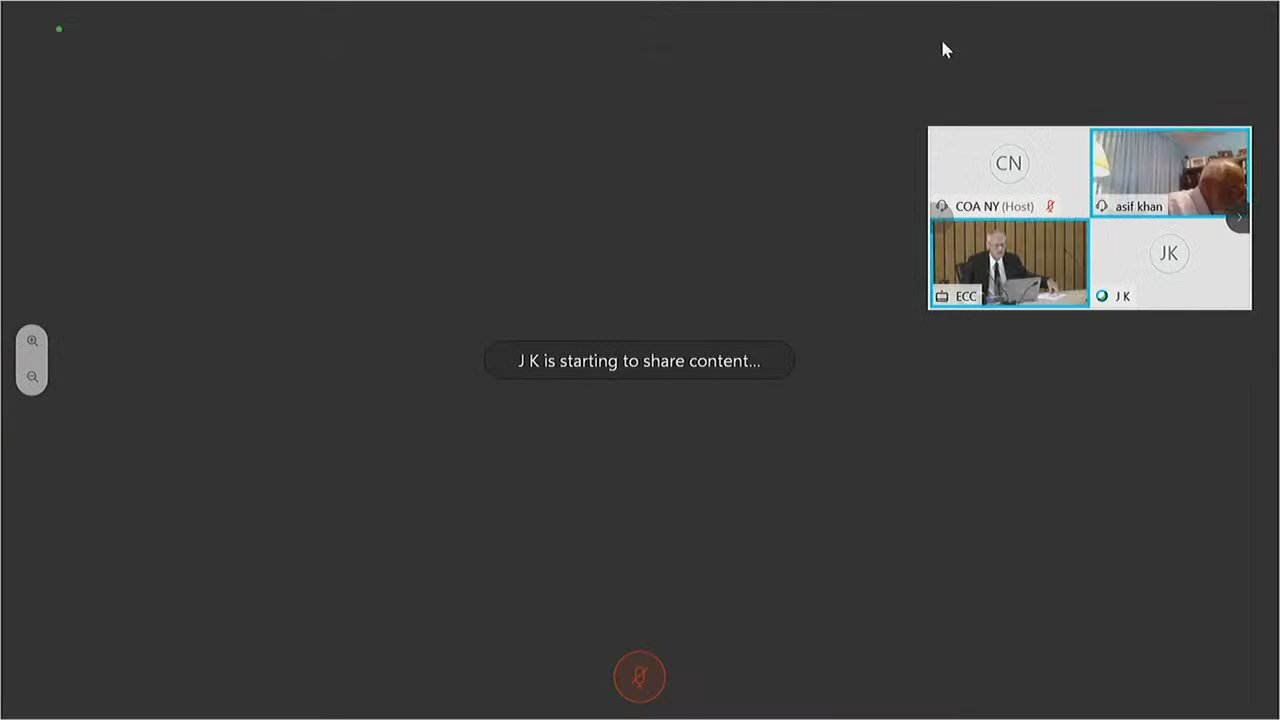 CN
COA NY (Host)
asif khan
ECC
JK
J K
J K is starting to share content...